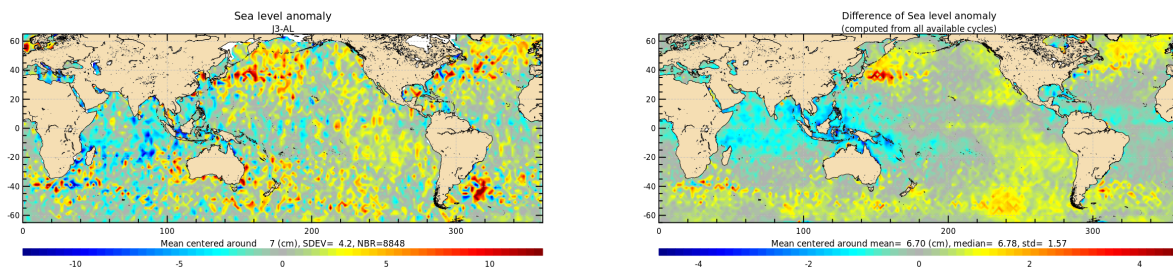 Sea level anomaly
J3-AL
60
40
20
0
-20
-40
-60
0 100 200 300
Mean centered around 7 (cm), SDEV= 4.2, NBR=8848
-10 -5 0 5 10
Difference of Sea level anomaly
(computed from all available cycles)
60
40
20
0
-20
-40
-60
0 100 200 300
Mean centered around mean= 6.70 (cm), median= 6.78, std= 1.57
-4 -2 0 2 4